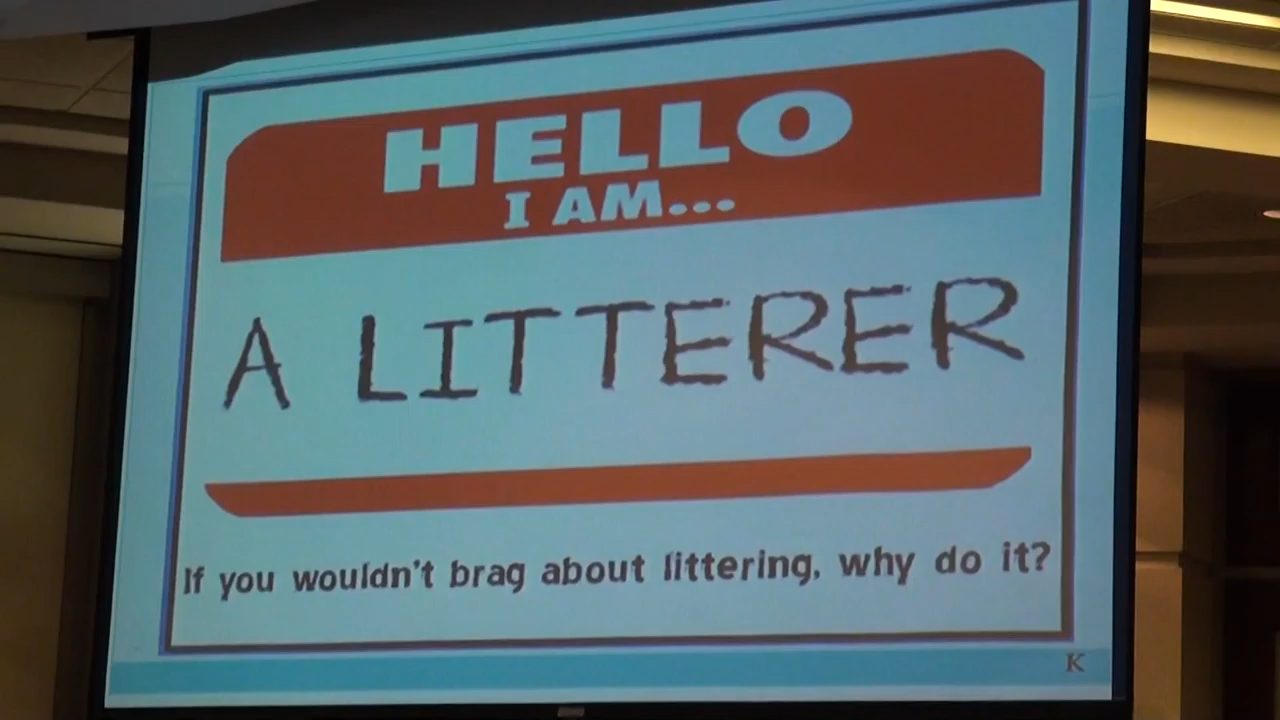 HELLO
I AM...
A LITTERER
If you wouldn't brag about littering, why do it?
K